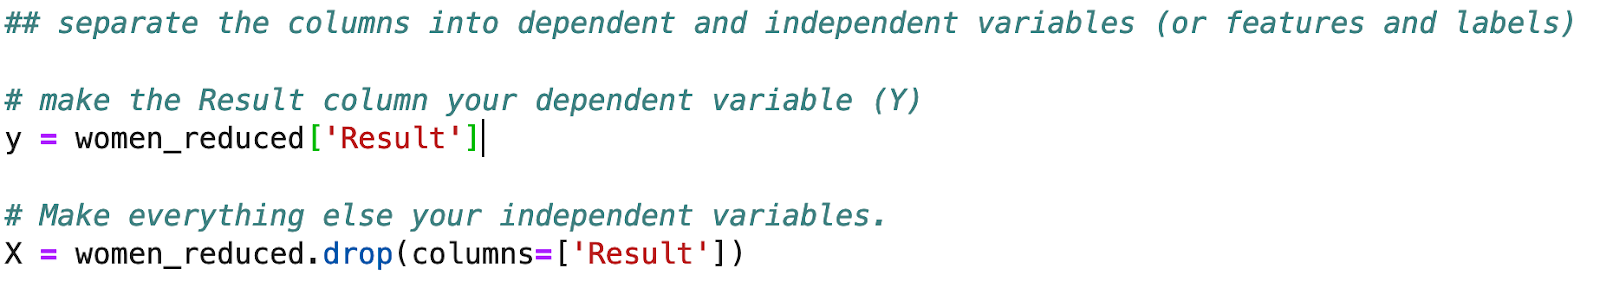 ## separate the columns into dependent and independent variables (or features and labels)
# make the Result column your dependent variable (Y)
y = women_reduced['Result']
# Make everything else your independent variables.
X = women_reduced.drop(columns=['Result'])